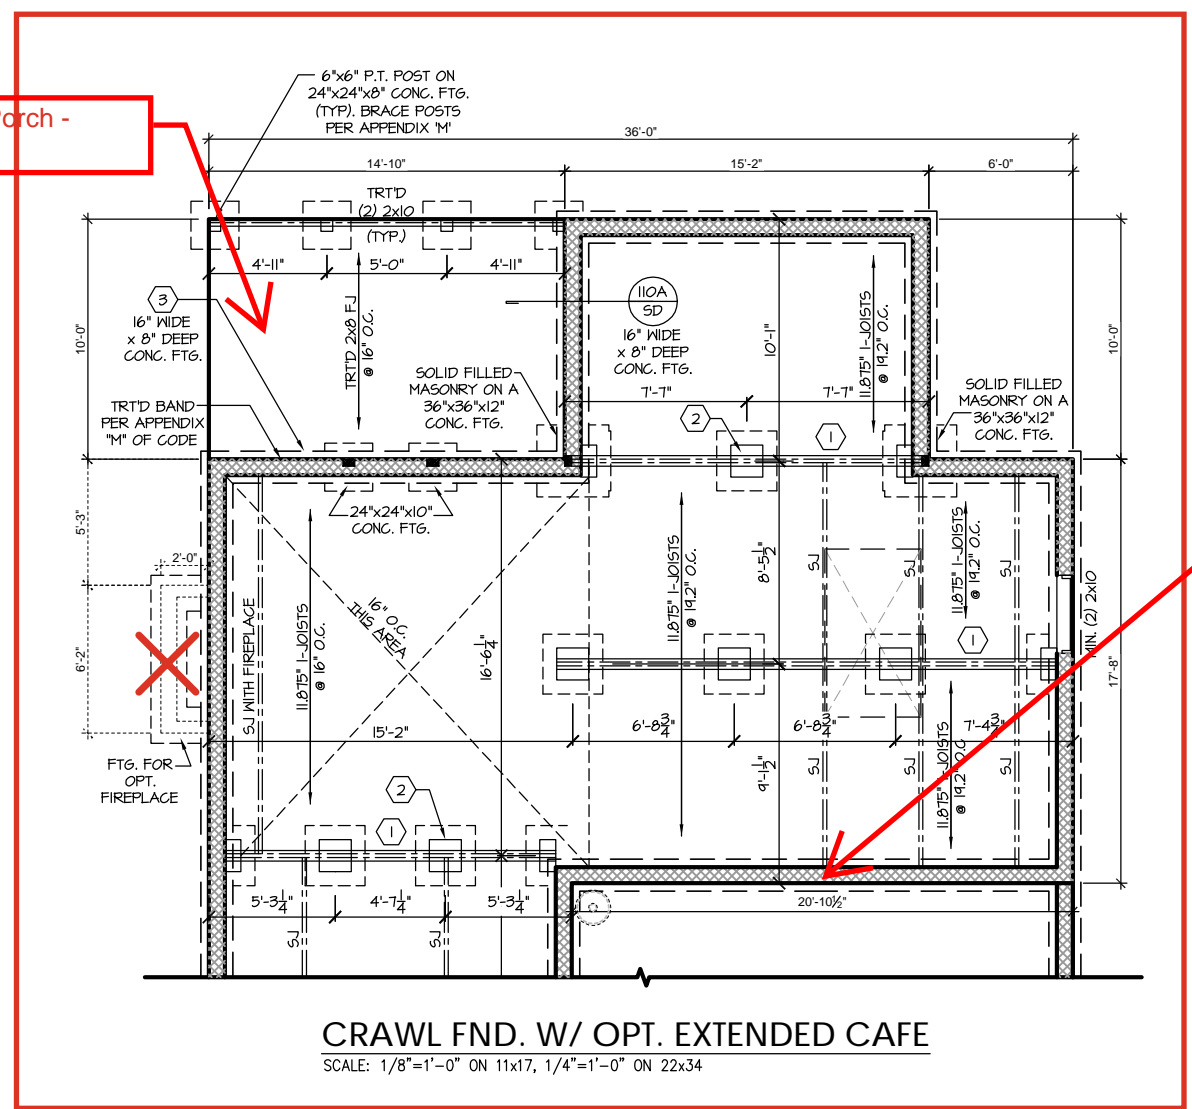 6"x6" P.T. POST ON
24"x24"x8" CONC. FTG.
(TYP). BRACE POSTS
PER APPENDIX 'M'
Porch -
36'-0"
14'-10"
15'-2"
6'-0"
TRT'D
(2) 2x10
(TYP.)
4'-11"
5'-0"
4'-11"
3
16" WIDE
x 8" DEEP
CONC. FTG.
10'-0"
TRT'D 2x8 FJ
@ 16" O.C.
110A
SD
16" WIDE
x 8" DEEP
CONC. FTG.
10'-1"
11.875" I-JOISTS
@ 19.2" O.C.
10'-0"
SOLID FILLED
MASONRY ON A
36"x36"x12"
CONC. FTG.
7'-7"
7'-7"
SOLID FILLED
MASONRY ON A
36"x36"x12"
CONC. FTG.
TRT'D BAND
PER APPENDIX
"M" OF CODE
2
1
24"x24"x10"
CONC. FTG.
5'-3"
2'-0"
6'-2"
SJ WITH FIREPLACE
11.875" I-JOISTS
@ 16" O.C.
16" O.C.
THIS AREA
16'-6 1/4"
11.875" I-JOISTS
@ 19.2" O.C.
8'-5 1/2"
SJ
SJ
11.875" I-JOISTS
@ 19.2" O.C.
SJ
1
MIN. (2) 2x10
17'-8"
15'-2"
6'-8 3/4"
6'-8 3/4"
7'-4 3/4"
9'-1 1/2"
SJ
SJ
11.875" I-JOISTS
@ 19.2" O.C.
SJ
FTG. FOR
OPT.
FIREPLACE
2
1
5'-3 1/4"
4'-7 1/4"
5'-3 1/4"
20'-10½"
SJ
SJ
CRAWL FND. W/ OPT. EXTENDED CAFE
SCALE: 1/8"=1'-0" ON 11x17, 1/4"=1'-0" ON 22x34